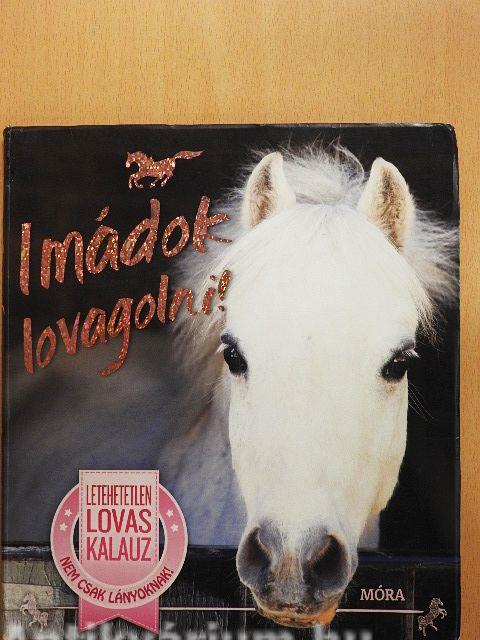 Imádok
lovagolni!
LETEHETETLEN
LOVAS
KALAUZ
NEM CSAK LÁNYOKNAK!
MÓRA